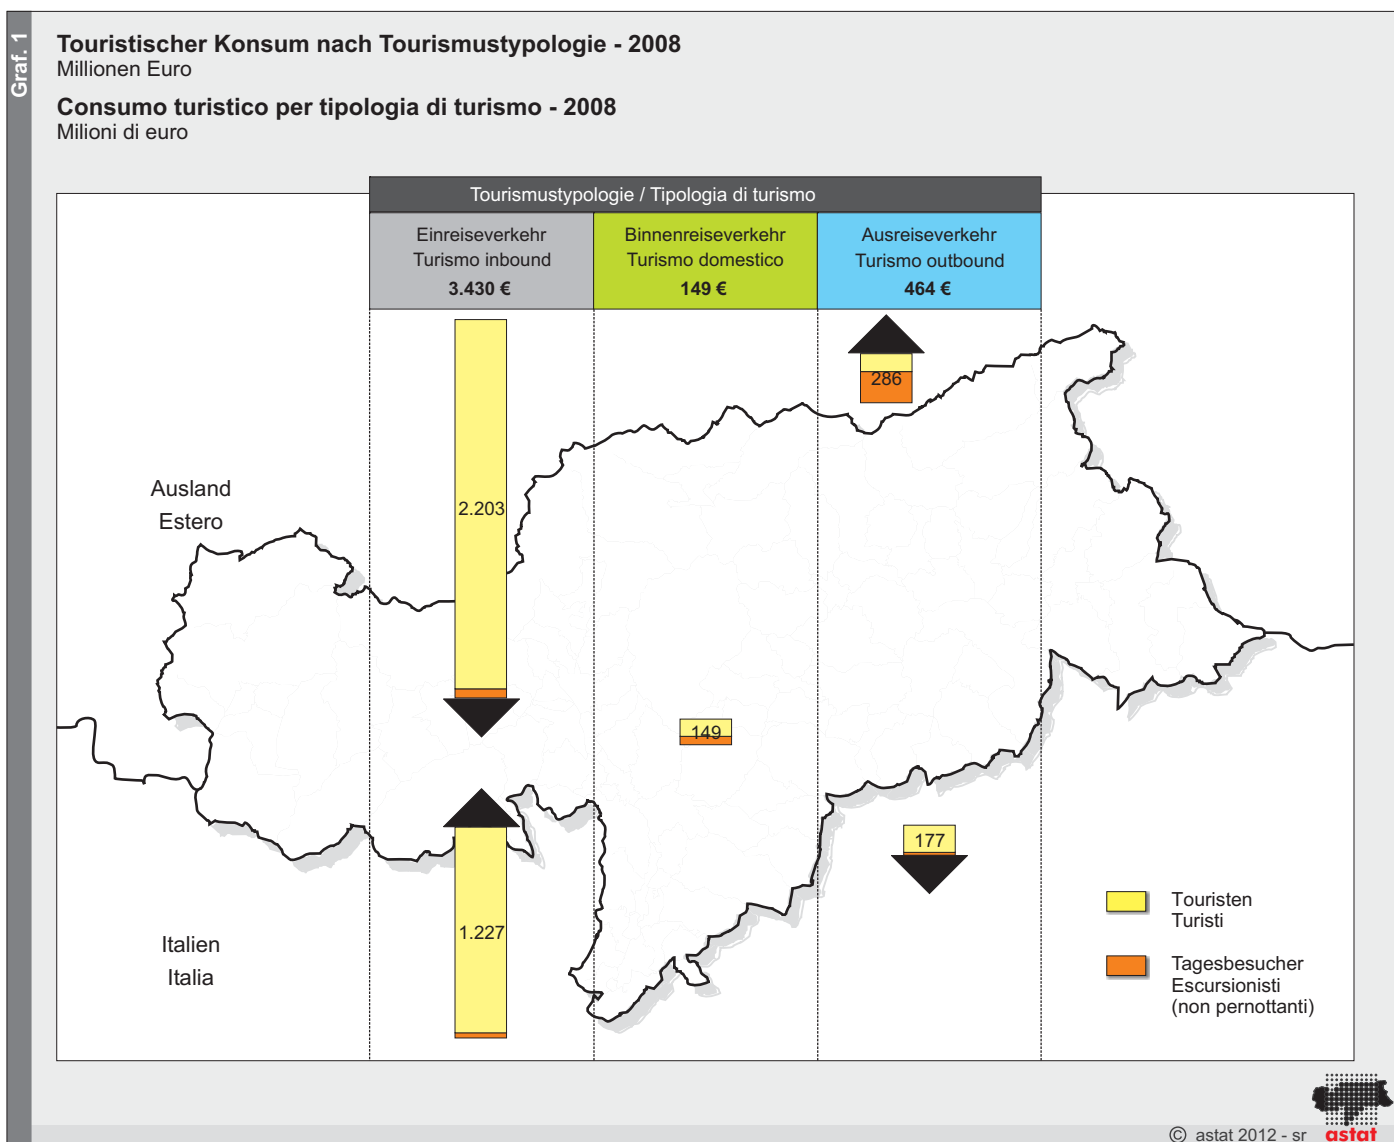 Graf. 1
Touristischer Konsum nach Tourismustypologie - 2008
Millionen Euro
Consumo turistico per tipologia di turismo - 2008
Milioni di euro
Tourismustypologie / Tipologia di turismo
Einreiseverkehr
Turismo inbound
3.430 €
Binnenreiseverkehr
Turismo domestico
149 €
Ausreiseverkehr
Turismo outbound
464 €
286
Ausland
Estero
2.203
149
177
1.227
Italien
Italia
Touristen
Turisti
Tagesbesucher
Escursionisti
(non pernottanti)
© astat 2012 - sr
astat